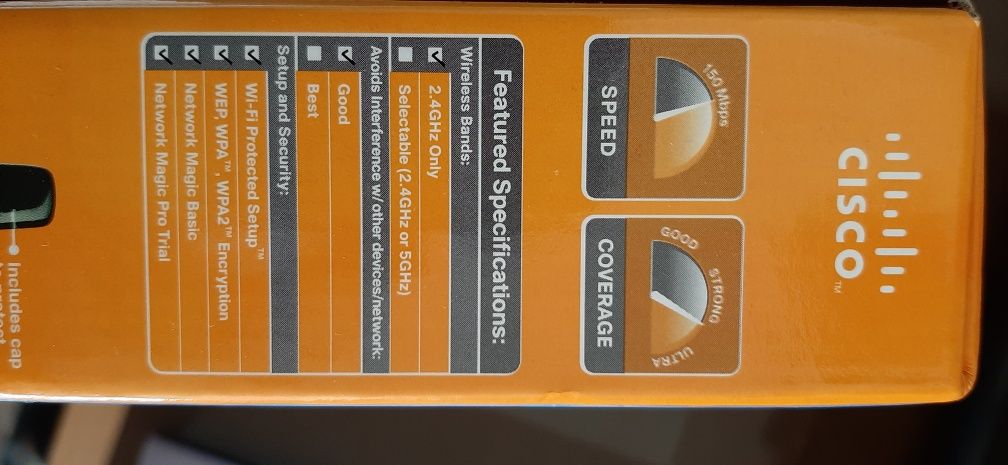 CISCO™
150 Mbps
SPEED
GOOD
STRONG
ULTRA
COVERAGE
Featured Specifications:
Wireless Bands:
2.4GHz Only
Selectable (2.4GHz or 5GHz)
Avoids Interference w/ other devices/network:
Good
Best
Setup and Security:
Wi-Fi Protected Setup™
WEP, WPA™, WPA2™ Encryption
Network Magic Basic
Network Magic Pro Trial
Includes cap